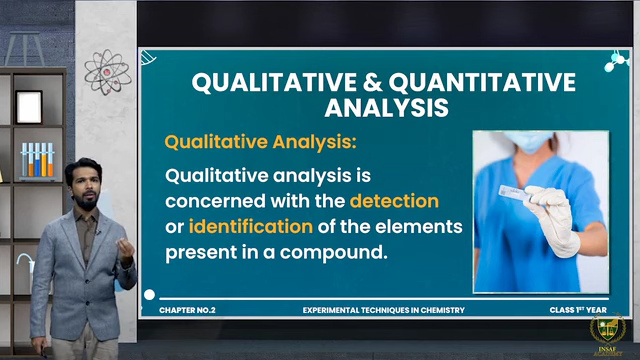 QUALITATIVE & QUANTITATIVE
ANALYSIS
Qualitative Analysis:
Qualitative analysis is
concerned with the detection
or identification of the elements
present in a compound.
CHAPTER NO.2
EXPERIMENTAL TECHNIQUES IN CHEMISTRY
CLASS 1ST YEAR
INSAF
ACADEMY